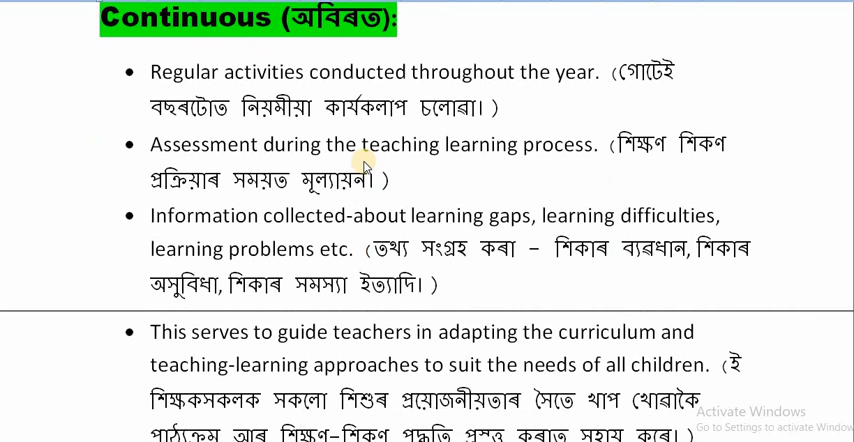 Continuous (অবিৰত):
• Regular activities conducted throughout the year. (গোটেই
বছৰটোত নিয়মীয়া কাৰ্যকলাপ চলোৱা। )
• Assessment during the teaching learning process. (শিক্ষণ শিকণ
প্ৰক্ৰিয়াৰ সময়ত মূল্যায়ন। )
• Information collected-about learning gaps, learning difficulties,
learning problems etc. (তথ্য সংগ্ৰহ কৰা – শিকাৰ ব্যৱধান, শিকাৰ
অসুবিধা, শিকাৰ সমস্যা ইত্যাদি। )
• This serves to guide teachers in adapting the curriculum and
teaching-learning approaches to suit the needs of all children. (ই
শিক্ষকসকলক সকলো শিশুৰ প্ৰয়োজনীয়তাৰ সৈতে খাপ খোৱাকৈ
পাঠ্যক্ৰম আৰু শিক্ষণ-শিকণ পদ্ধতি প্ৰস্তুত কৰাত সহায় কৰে। )
Activate Windows
Go to Settings to activate Window